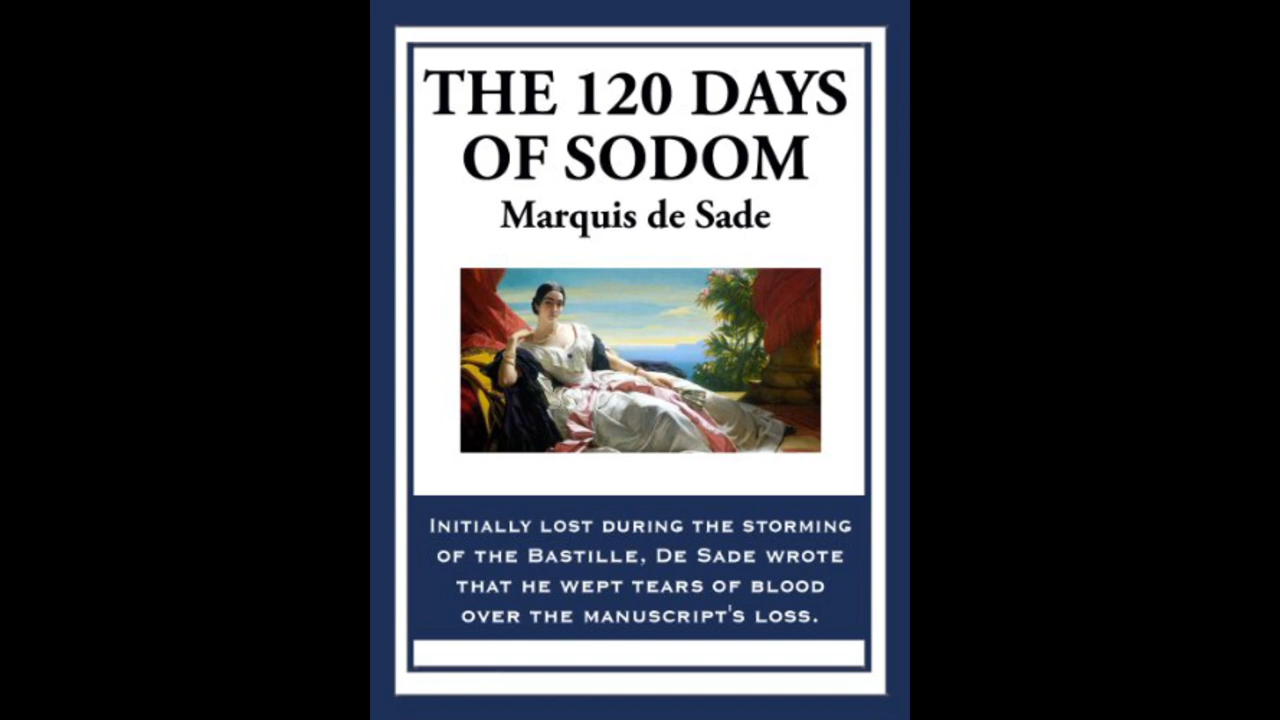 THE 120 DAYS
OF SODOM
Marquis de Sade
Initially lost during the storming
of the Bastille, De Sade wrote
that he wept tears of blood
over the manuscript's loss.